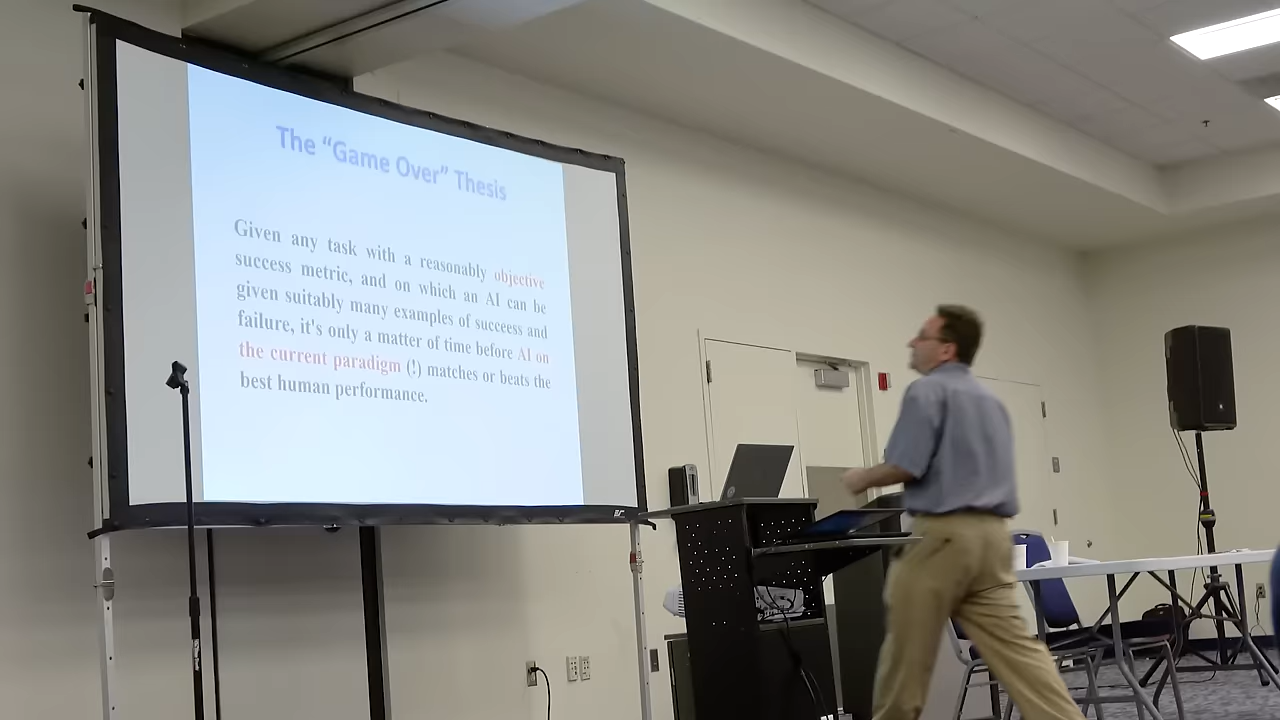 The “Game Over” Thesis
Given any task with a reasonably objective
success metric, and on which an AI can be
given suitably many examples of success and
failure, it's only a matter of time before AI on
the current paradigm (!) matches or beats the
best human performance.